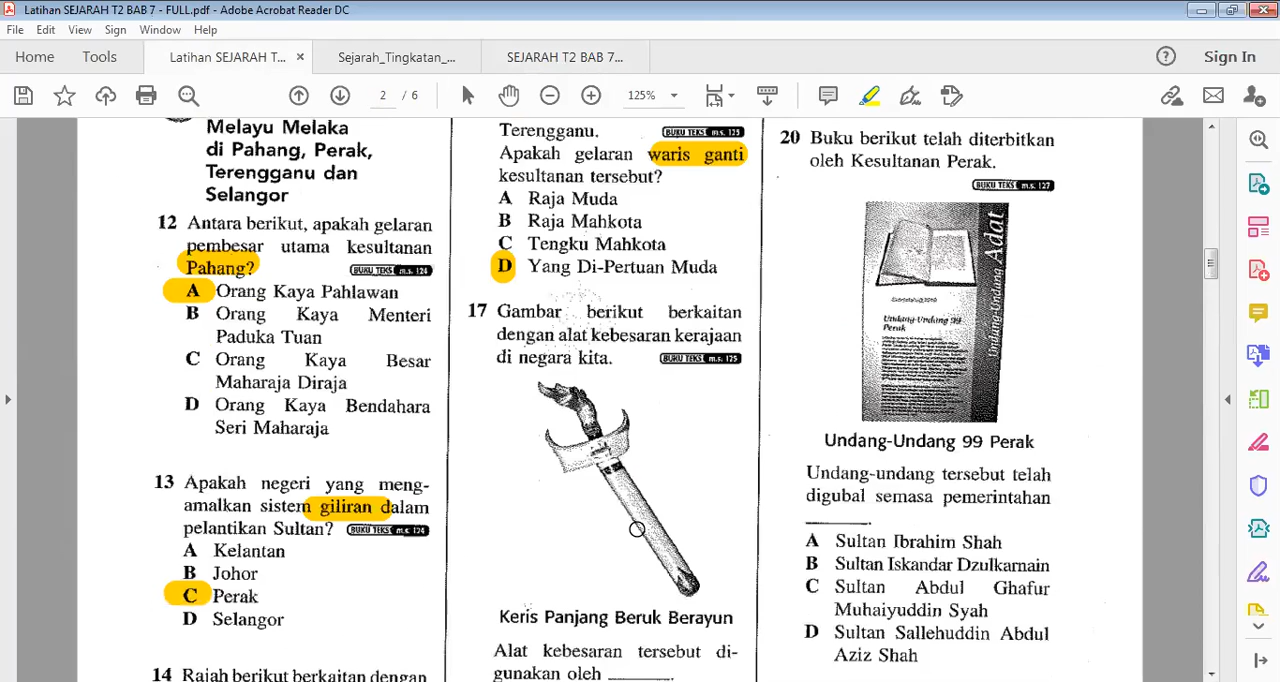 Latihan SEJARAH T2 BAB 7 - FULL.pdf - Adobe Acrobat Reader DC
File Edit View Sign Window Help
Home Tools Latihan SEJARAH T... × Sejarah_Tingkatan_... SEJARAH T2 BAB 7... Sign In
2 / 6 125%
Melayu Melaka
di Pahang, Perak,
Terengganu dan
Selangor
12 Antara berikut, apakah gelaran
pembesar utama kesultanan
Pahang? BUKU TEKS m.s. 124
A Orang Kaya Pahlawan
B Orang Kaya Menteri
Paduka Tuan
C Orang Kaya Besar
Maharaja Diraja
D Orang Kaya Bendahara
Seri Maharaja
13 Apakah negeri yang meng-
amalkan sistem giliran dalam
pelantikan Sultan? BUKU TEKS m.s. 124
A Kelantan
B Johor
C Perak
D Selangor
14 Rajah berikut berkaitan dengan
Terengganu. BUKU TEKS m.s. 125
Apakah gelaran waris ganti
kesultanan tersebut?
A Raja Muda
B Raja Mahkota
C Tengku Mahkota
D Yang Di-Pertuan Muda
17 Gambar berikut berkaitan
dengan alat kebesaran kerajaan
di negara kita. BUKU TEKS m.s. 125
Keris Panjang Beruk Berayun
Alat kebesaran tersebut di-
gunakan oleh ______.
20 Buku berikut telah diterbitkan
oleh Kesultanan Perak.
BUKU TEKS m.s. 127
Undang-Undang 99
Perak
Undang-Undang Adat
Undang-Undang 99 Perak
Undang-undang tersebut telah
digubal semasa pemerintahan
______
A Sultan Ibrahim Shah
B Sultan Iskandar Dzulkarnain
C Sultan Abdul Ghafur
Muhaiyuddin Syah
D Sultan Sallehuddin Abdul
Aziz Shah